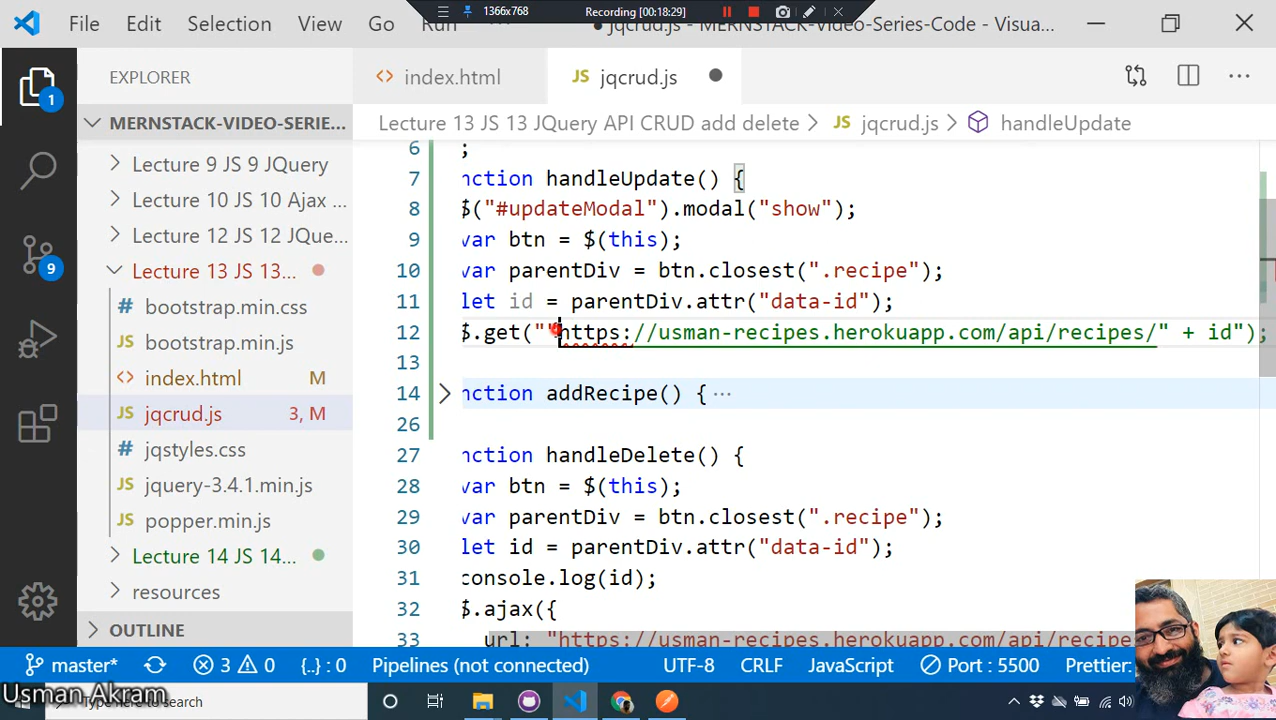 1366x768 Recording [00:18:29]
File Edit Selection View Go Run jqcrud.js - MERNSTACK-Video-Series-Code - Visua...
EXPLORER
index.html
JS jqcrud.js
1
MERNSTACK-VIDEO-SERIE...
Lecture 13 JS 13 JQuery API CRUD add delete > JS jqcrud.js > handleUpdate
Lecture 9 JS 9 JQuery
Lecture 10 JS 10 Ajax ...
Lecture 12 JS 12 JQue...
Lecture 13 JS 13...
bootstrap.min.css
bootstrap.min.js
index.html M
jqcrud.js 3, M
jqstyles.css
jquery-3.4.1.min.js
popper.min.js
Lecture 14 JS 14...
resources
OUTLINE
9
6 ;
7 nction handleUpdate() {
8 $("#updateModal").modal("show");
9 var btn = $(this);
10 var parentDiv = btn.closest(".recipe");
11 let id = parentDiv.attr("data-id");
12 $.get(""https://usman-recipes.herokuapp.com/api/recipes/" + id");
13
14 nction addRecipe() { ...
26
27 nction handleDelete() {
28 var btn = $(this);
29 var parentDiv = btn.closest(".recipe");
30 let id = parentDiv.attr("data-id");
31 console.log(id);
32 $.ajax({
33 url: "https://usman-recipes.herokuapp.com/api/recipe
master* 3 0 {..} : 0 Pipelines (not connected) UTF-8 CRLF JavaScript Port : 5500 Prettier:
Usman Akram
Type here to search